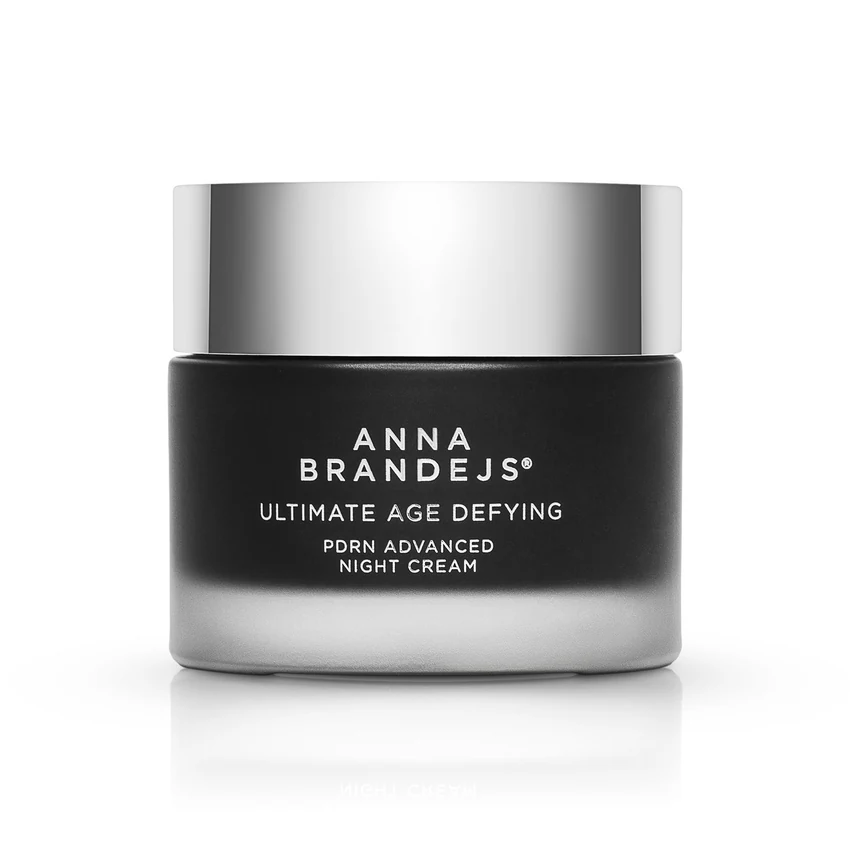 ANNA
BRANDEJS®
ULTIMATE AGE DEFYING
PDRN ADVANCED
NIGHT CREAM